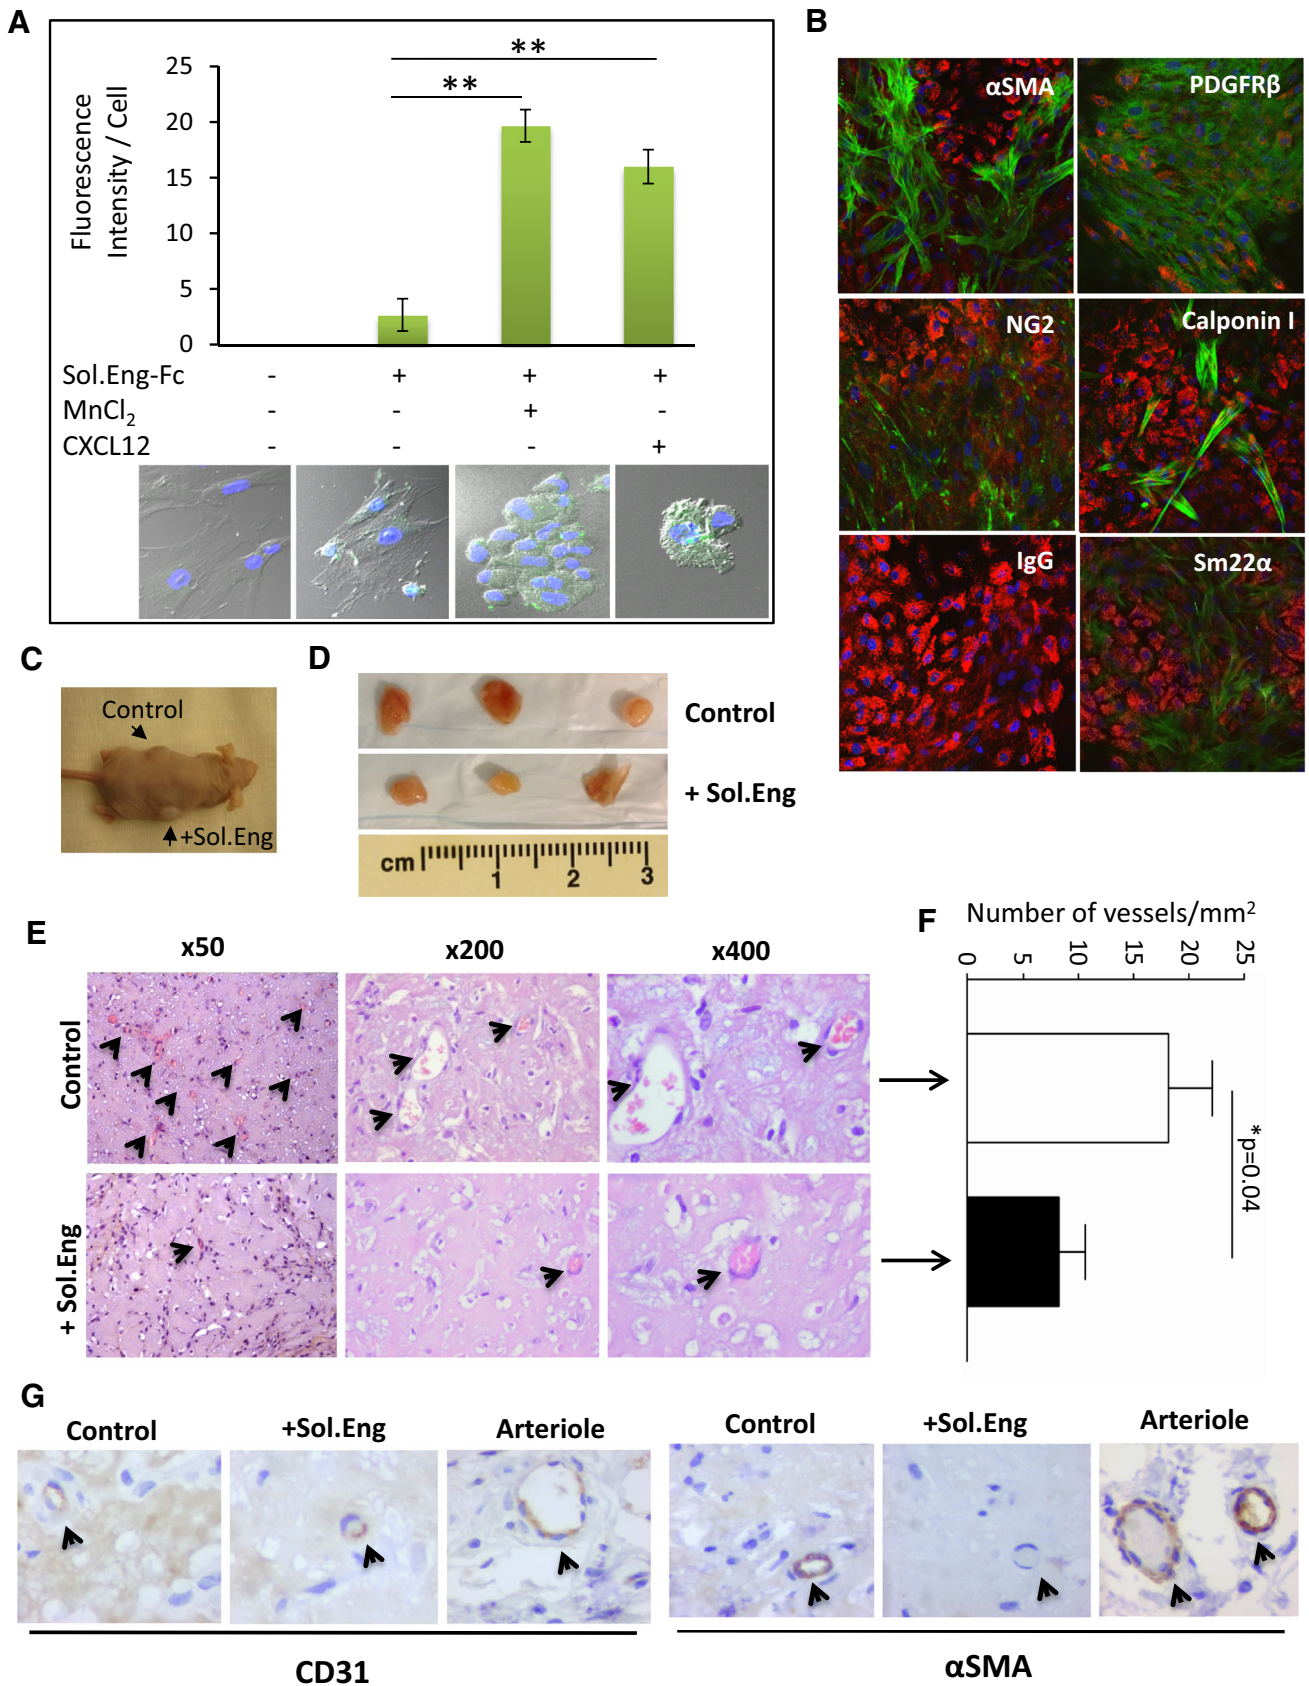 A
Fluorescence
Intensity / Cell
25
20
15
10
5
0
**
**
Sol.Eng-Fc - + + +
MnCl2 - - + -
CXCL12 - - - +
B
αSMA
PDGFRβ
NG2
Calponin I
IgG
Sm22α
C
Control
+Sol.Eng
D
Control
+ Sol.Eng
cm 1 2 3
E
x50 x200 x400
Control
+ Sol.Eng
F
Number of vessels/mm2
0 5 10 15 20 25
* p=0.04
G
Control +Sol.Eng Arteriole
Control +Sol.Eng Arteriole
CD31
αSMA